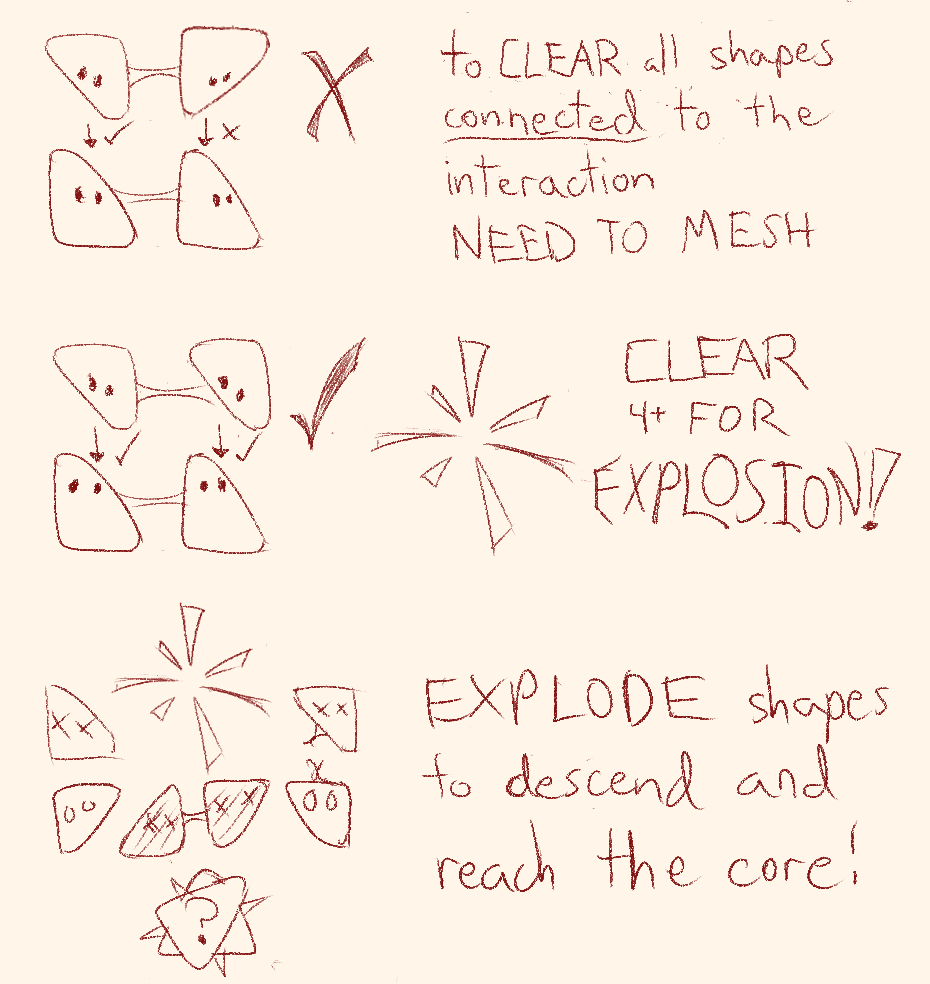 to CLEAR all shapes
connected to the
interaction
NEED TO MESH
CLEAR
4+ FOR
EXPLOSION!!
EXPLODE shapes
to descend and
reach the core!
?